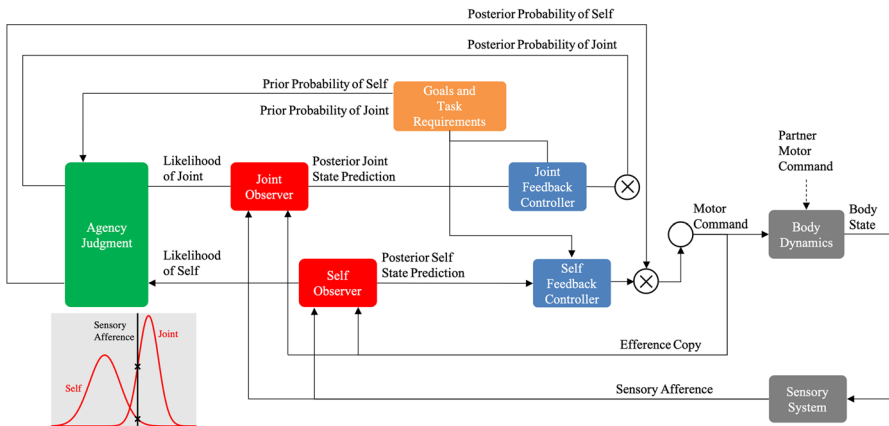 Posterior Probability of Self
Posterior Probability of Joint
Prior Probability of Self
Prior Probability of Joint
Goals and
Task
Requirements
Partner
Motor
Command
Likelihood
of Joint
Joint
Observer
Posterior Joint
State Prediction
Joint
Feedback
Controller
Motor
Command
Body
Dynamics
Body
State
Agency
Judgment
Likelihood
of Self
Self
Observer
Posterior Self
State Prediction
Self
Feedback
Controller
Sensory
Afference
Joint
Self
Efference Copy
Sensory Afference
Sensory
System